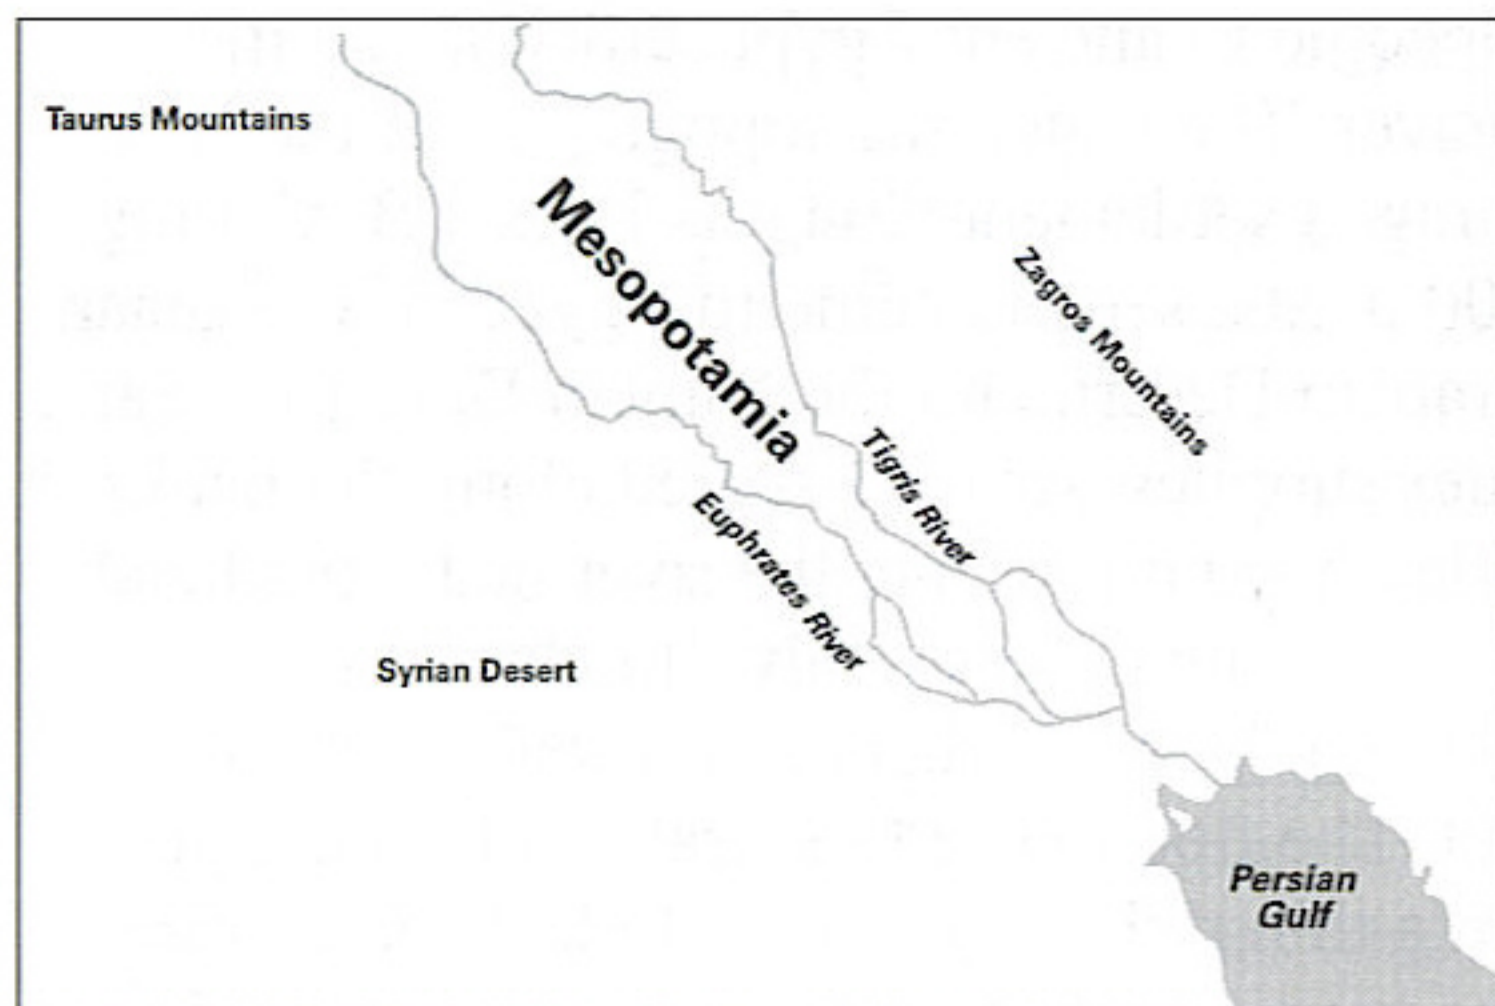 Taurus Mountains
Mesopotamia
Zagros Mountains
Tigris River
Euphrates River
Syrian Desert
Persian
Gulf